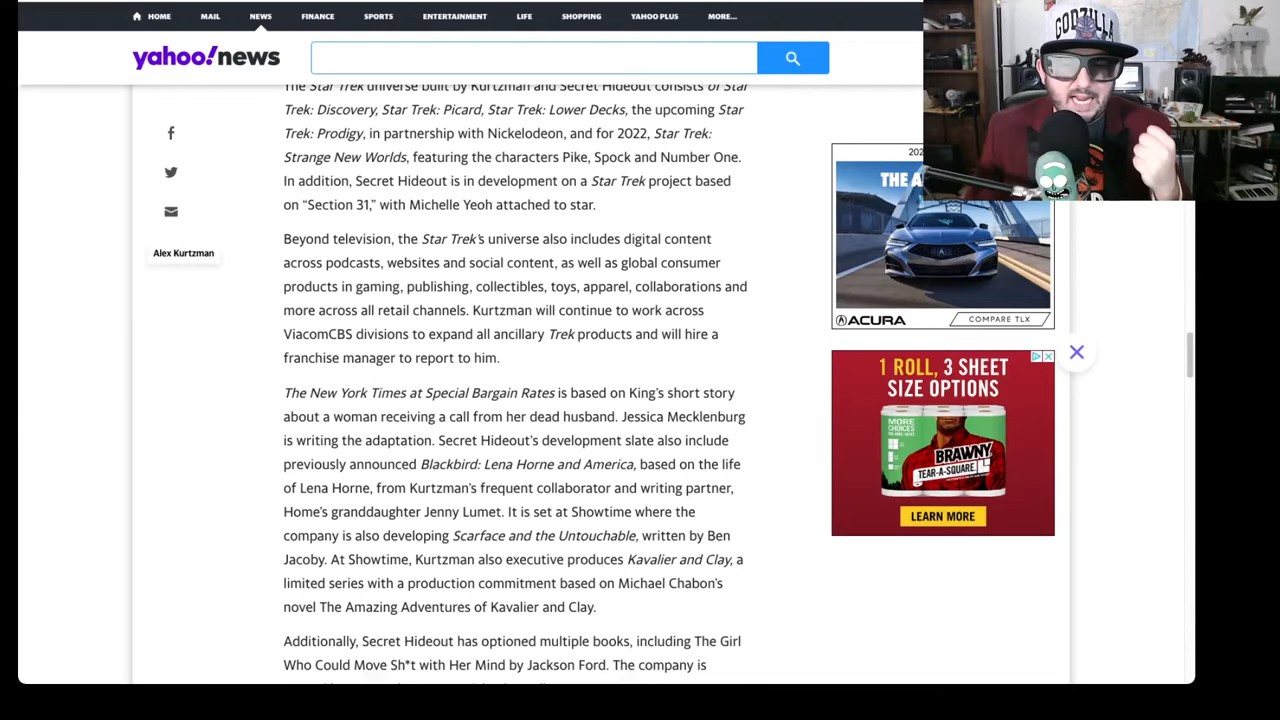 HOME
MAIL
NEWS
FINANCE
SPORTS
ENTERTAINMENT
LIFE
SHOPPING
YAHOO PLUS
MORE...
yahoo!news
GODZILLA
The Star Trek universe built by Kurtzman and Secret Hideout consists of Star
Trek: Discovery, Star Trek: Picard, Star Trek: Lower Decks, the upcoming Star
Trek: Prodigy, in partnership with Nickelodeon, and for 2022, Star Trek:
Strange New Worlds, featuring the characters Pike, Spock and Number One.
In addition, Secret Hideout is in development on a Star Trek project based
on “Section 31,” with Michelle Yeoh attached to star.
Alex Kurtzman
Beyond television, the Star Trek’s universe also includes digital content
across podcasts, websites and social content, as well as global consumer
products in gaming, publishing, collectibles, toys, apparel, collaborations and
more across all retail channels. Kurtzman will continue to work across
ViacomCBS divisions to expand all ancillary Trek products and will hire a
franchise manager to report to him.
The New York Times at Special Bargain Rates is based on King’s short story
about a woman receiving a call from her dead husband. Jessica Mecklenburg
is writing the adaptation. Secret Hideout’s development slate also include
previously announced Blackbird: Lena Horne and America, based on the life
of Lena Horne, from Kurtzman’s frequent collaborator and writing partner,
Home’s granddaughter Jenny Lumet. It is set at Showtime where the
company is also developing Scarface and the Untouchable, written by Ben
Jacoby. At Showtime, Kurtzman also executive produces Kavalier and Clay, a
limited series with a production commitment based on Michael Chabon’s
novel The Amazing Adventures of Kavalier and Clay.
Additionally, Secret Hideout has optioned multiple books, including The Girl
Who Could Move Sh*t with Her Mind by Jackson Ford. The company is
202
THE A
ACURA
COMPARE TLX
1 ROLL, 3 SHEET
SIZE OPTIONS
MORE
CHOICES
BRAWNY
TEAR-A-SQUARE
LEARN MORE